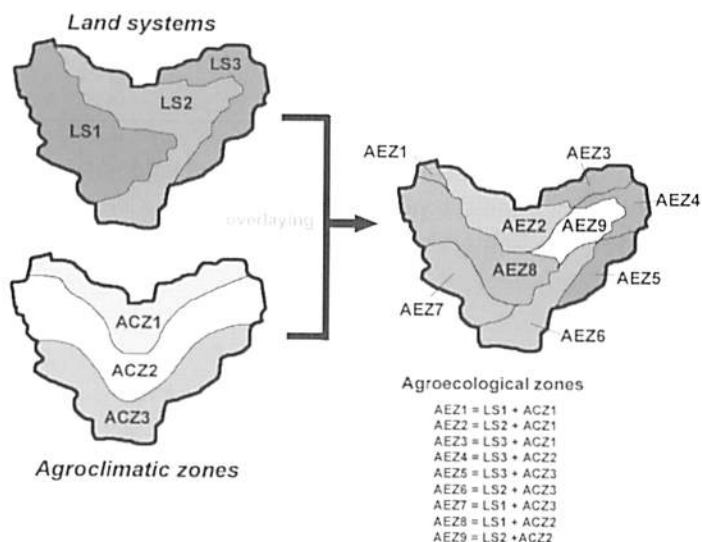 Land systems
LS3
LS2
LS1
overlaying
ACZ1
ACZ2
ACZ3
Agroclimatic zones
AEZ1
AEZ3
AEZ4
AEZ2
AEZ9
AEZ8
AEZ5
AEZ7
AEZ6
Agroecological zones
AEZ1 = LS1 + ACZ1
AEZ2 = LS2 + ACZ1
AEZ3 = LS3 + ACZ1
AEZ4 = LS3 + ACZ2
AEZ5 = LS3 + ACZ3
AEZ6 = LS2 + ACZ3
AEZ7 = LS1 + ACZ3
AEZ8 = LS1 + ACZ2
AEZ9 = LS2 +ACZ2